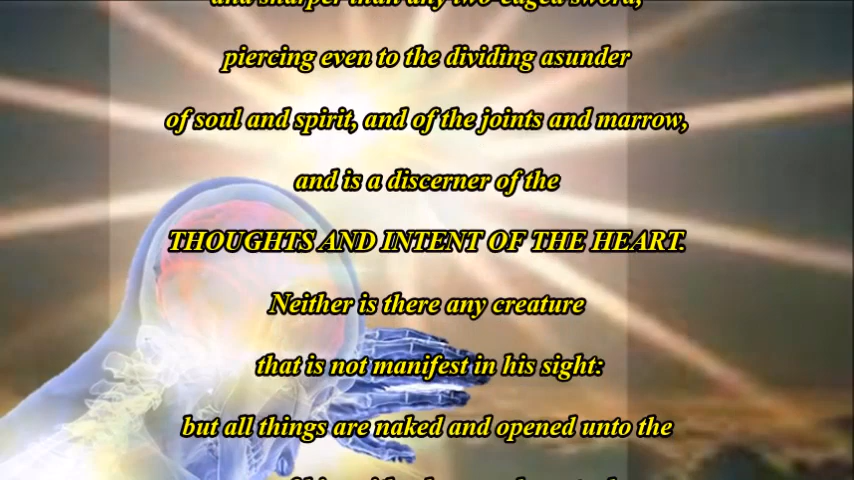 and sharper than any two-edged sword,
piercing even to the dividing asunder
of soul and spirit, and of the joints and marrow,
and is a discerner of the
THOUGHTS AND INTENT OF THE HEART.
Neither is there any creature
that is not manifest in his sight:
but all things are naked and opened unto the